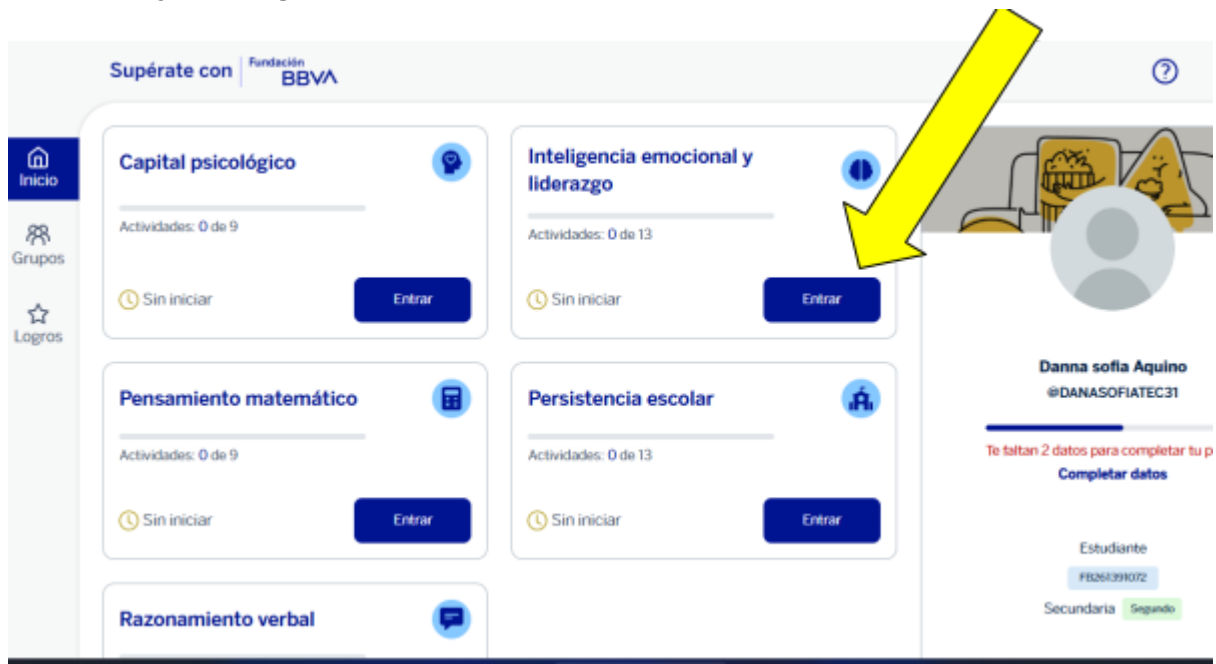 Supérate con Fundación BBVA
Inicio
Grupos
Logros
Capital psicológico
Actividades: 0 de 9
Sin iniciar
Entrar
Inteligencia emocional y
liderazgo
Actividades: 0 de 13
Sin iniciar
Entrar
Pensamiento matemático
Actividades: 0 de 9
Sin iniciar
Entrar
Persistencia escolar
Actividades: 0 de 13
Sin iniciar
Entrar
Razonamiento verbal
Danna sofia Aquino
@DANASOFIATEC31
Te faltan 2 datos para completar tu p
Completar datos
Estudiante
FB261391072
Secundaria Segundo